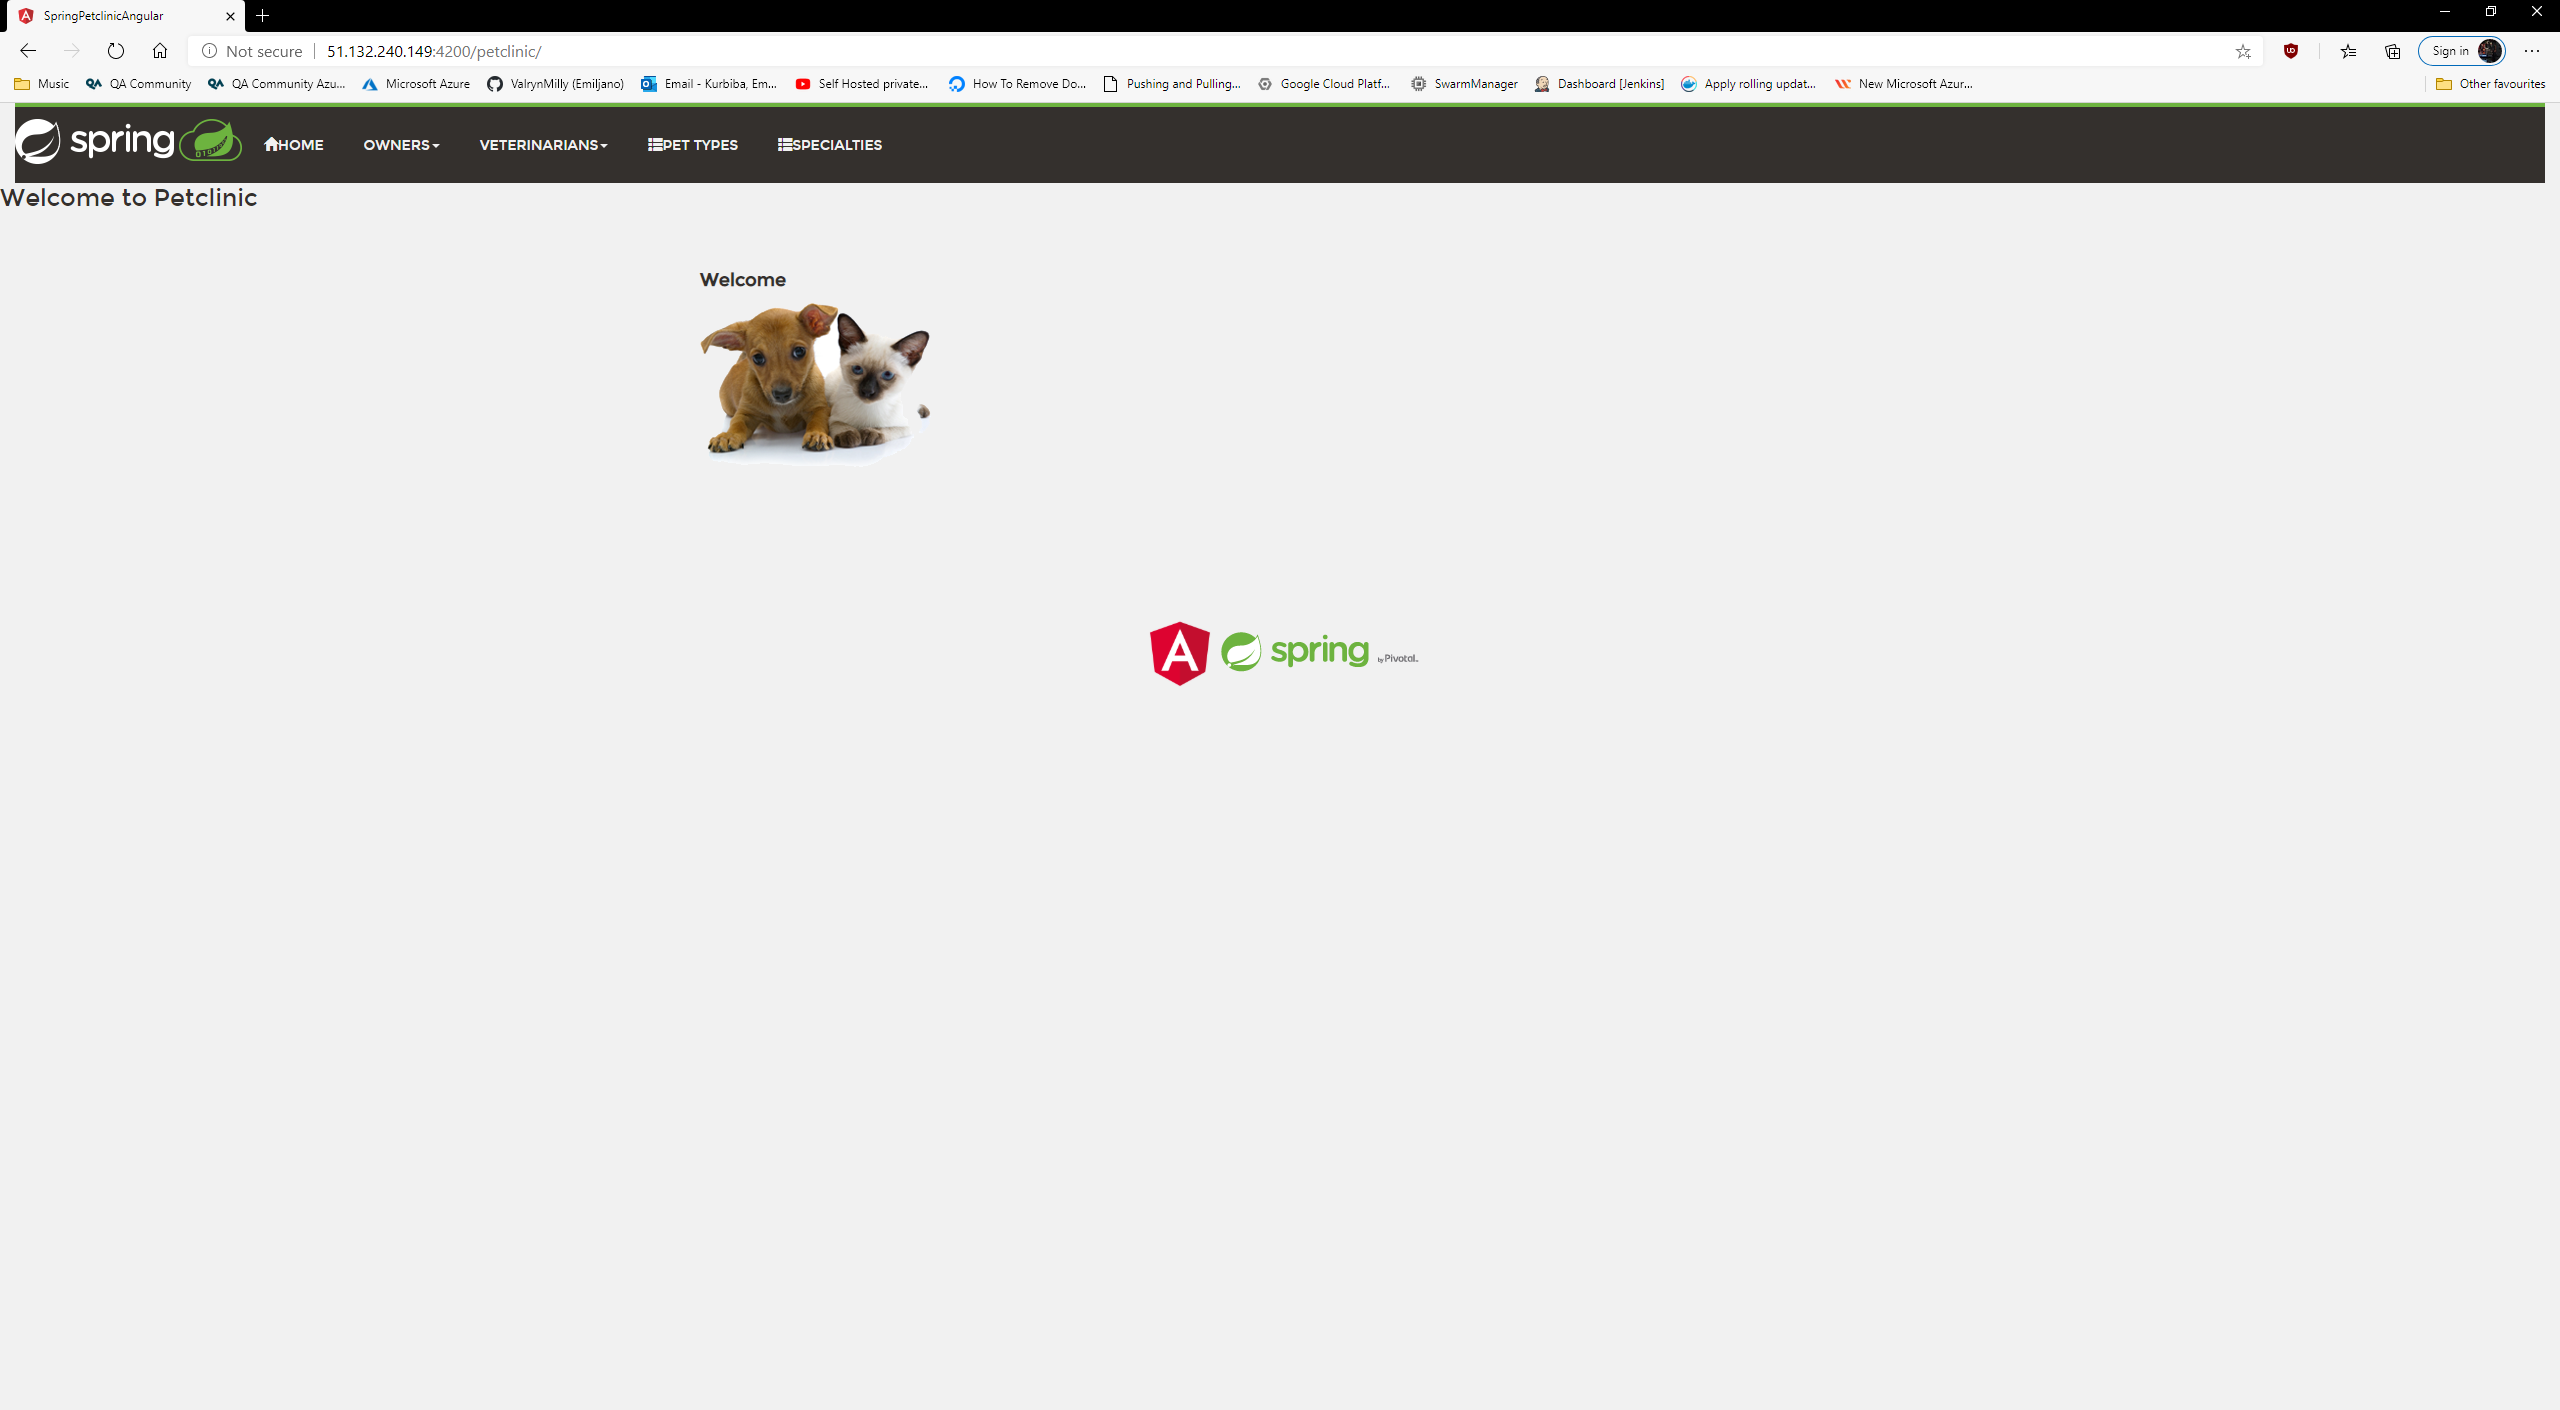 SpringPetclinicAngular
Not secure 51.132.240.149:4200/petclinic/
Sign in
Music QA Community QA Community Azu... Microsoft Azure ValrynMilly (Emiljano) Email - Kurbiba, Em... Self Hosted private... How To Remove Do... Pushing and Pulling... Google Cloud Platf... SwarmManager Dashboard [Jenkins] Apply rolling updat... New Microsoft Azur... Other favourites
spring HOME OWNERS VETERINARIANS PET TYPES SPECIALTIES
Welcome to Petclinic
Welcome
A spring by Pivotal.